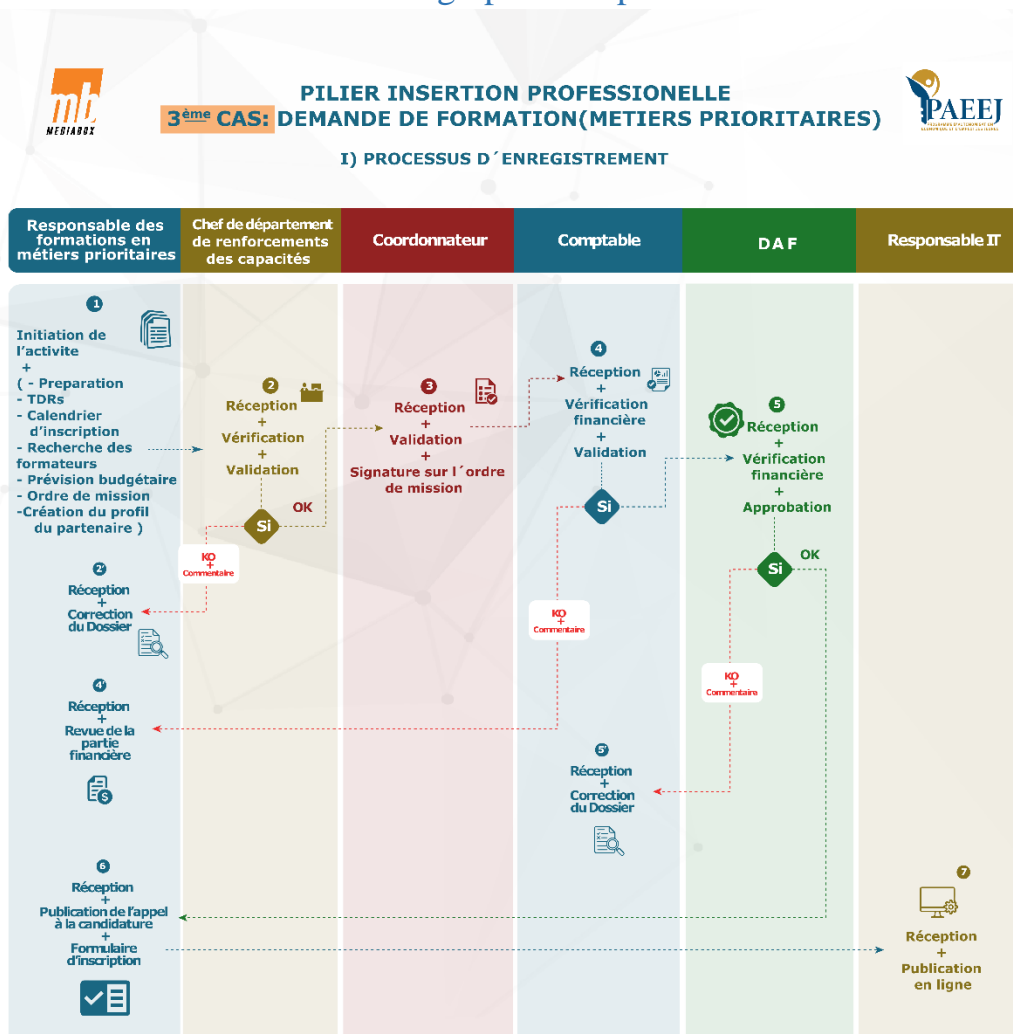 mb
MEDIABOX
PILIER INSERTION PROFESSIONELLE
3ème CAS: DEMANDE DE FORMATION(METIERS PRIORITAIRES)
I) PROCESSUS D´ENREGISTREMENT
PAEEJ
Responsable des
formations en
métiers prioritaires
Chef de département
de renforcements
des capacités
Coordonnateur
Comptable
DAF
Responsable IT
1
Initiation de
l’activite
+
( - Preparation
- TDRs
- Calendrier
d’inscription
- Recherche des
formateurs
- Prévision budgétaire
- Ordre de mission
-Création du profil
du partenaire )
2
Réception
+
Vérification
+
Validation
Si
OK
KO
+
Commentaire
2'
Réception
+
Correction
du Dossier
3
Réception
+
Validation
+
Signature sur l´ordre
de mission
4
Réception
+
Vérification
financière
+
Validation
Si
KO
+
Commentaire
4'
Réception
+
Revue de la
partie
financière
5
Réception
+
Vérification
financière
+
Approbation
Si
OK
KO
+
Commentaire
5'
Réception
+
Correction
du Dossier
6
Réception
+
Publication de l’appel
à la candidature
+
Formulaire
d’inscription
7
Réception
+
Publication
en ligne